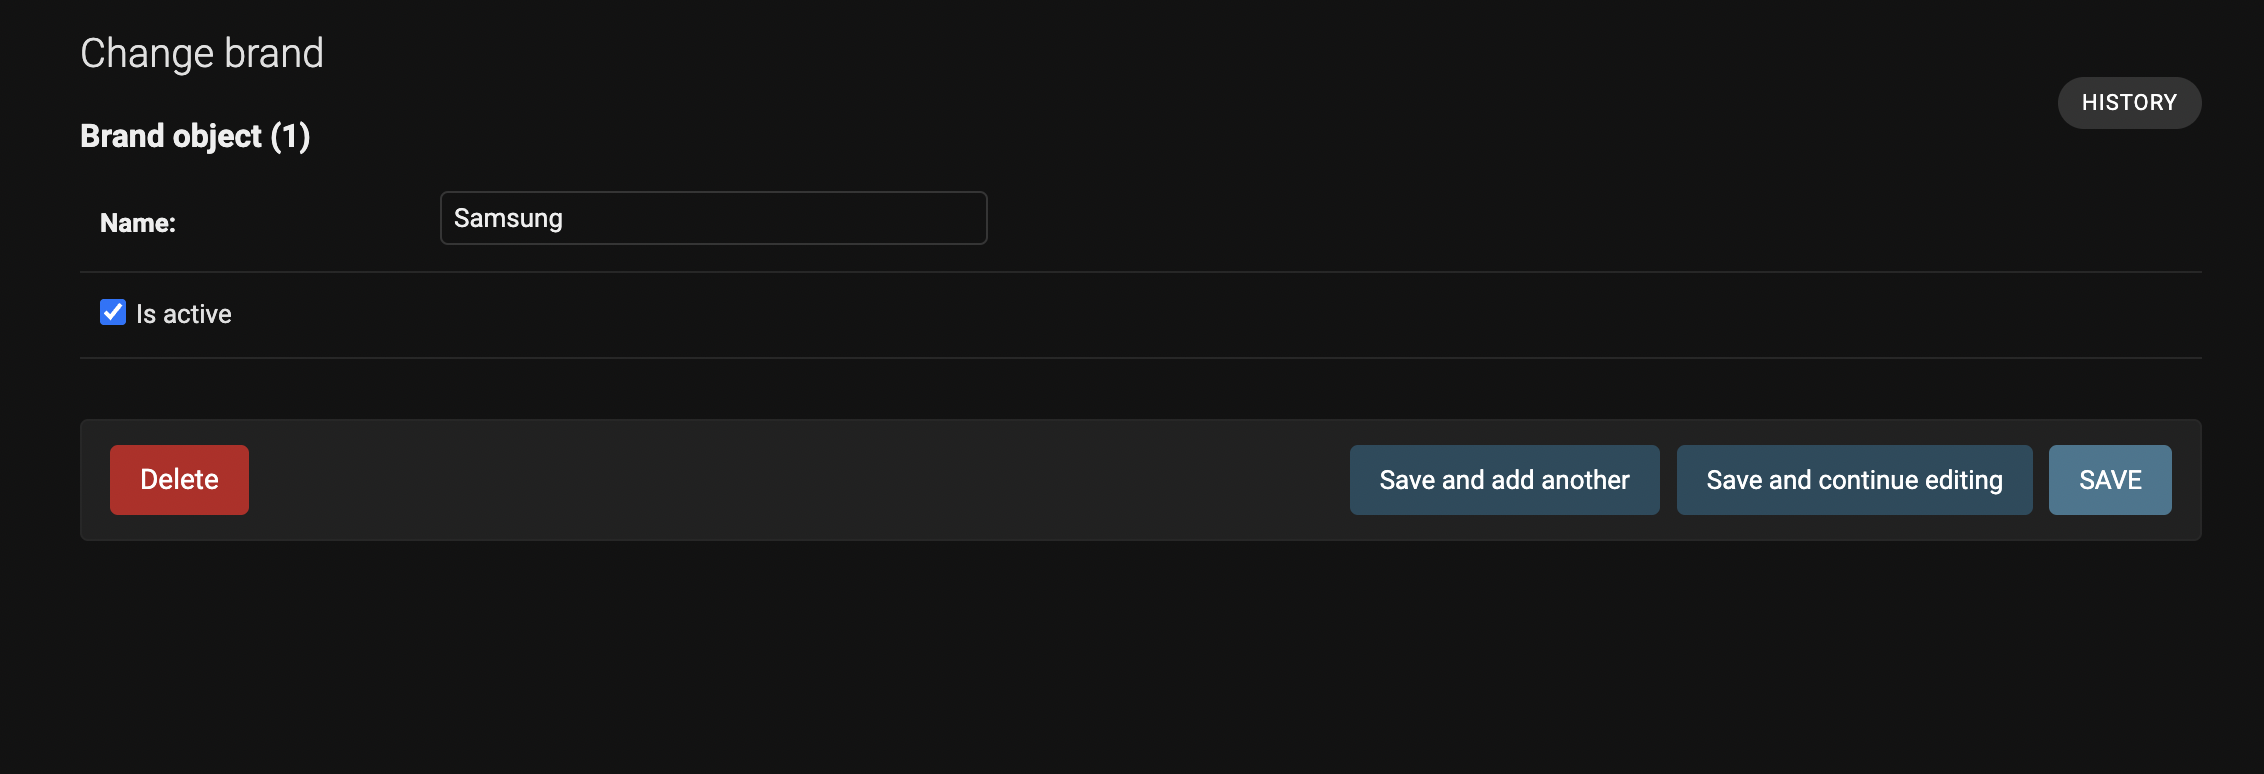 Change brand
HISTORY
Brand object (1)
Name:
Samsung
Is active
Delete
Save and add another
Save and continue editing
SAVE